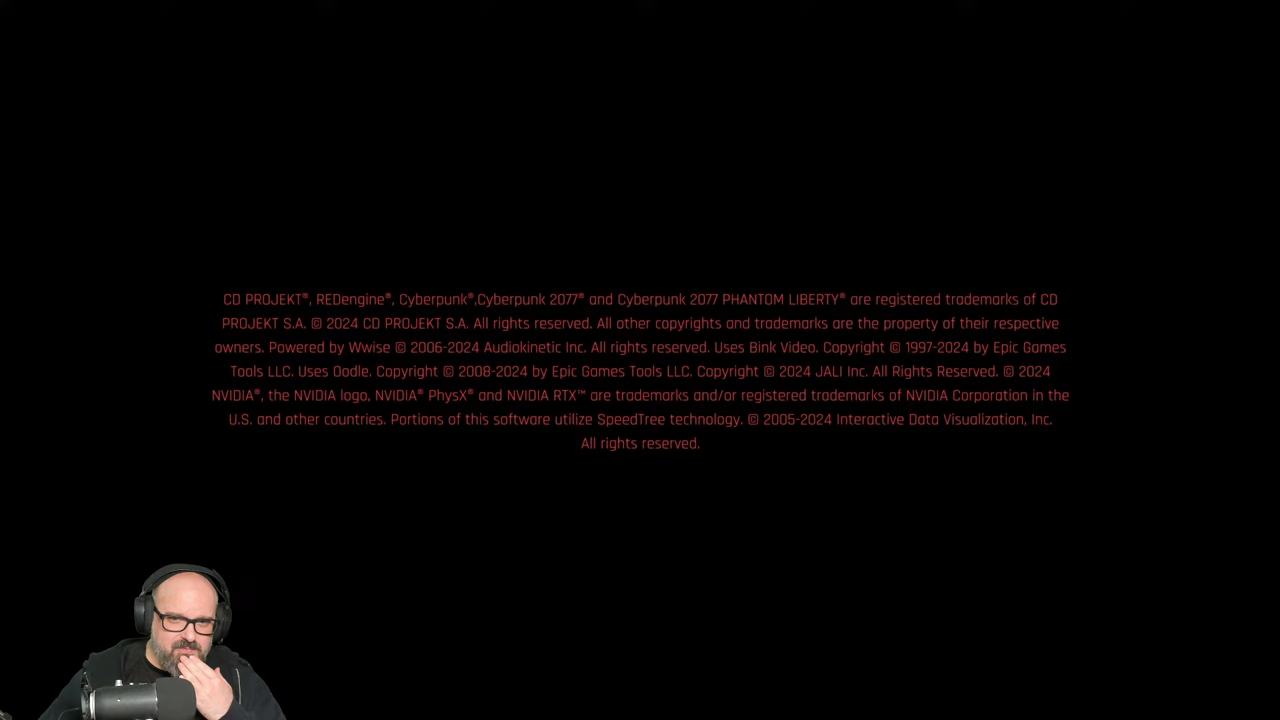 CD PROJEKT®, REDengine®, Cyberpunk®,Cyberpunk 2077® and Cyberpunk 2077 PHANTOM LIBERTY® are registered trademarks of CD
PROJEKT S.A. © 2024 CD PROJEKT S.A. All rights reserved. All other copyrights and trademarks are the property of their respective
owners. Powered by Wwise © 2006-2024 Audiokinetic Inc. All rights reserved. Uses Bink Video. Copyright © 1997-2024 by Epic Games
Tools LLC. Uses Oodle. Copyright © 2008-2024 by Epic Games Tools LLC. Copyright © 2024 JALI Inc. All Rights Reserved. © 2024
NVIDIA®, the NVIDIA logo, NVIDIA® PhysX® and NVIDIA RTX™ are trademarks and/or registered trademarks of NVIDIA Corporation in the
U.S. and other countries. Portions of this software utilize SpeedTree technology. © 2005-2024 Interactive Data Visualization, Inc.
All rights reserved.